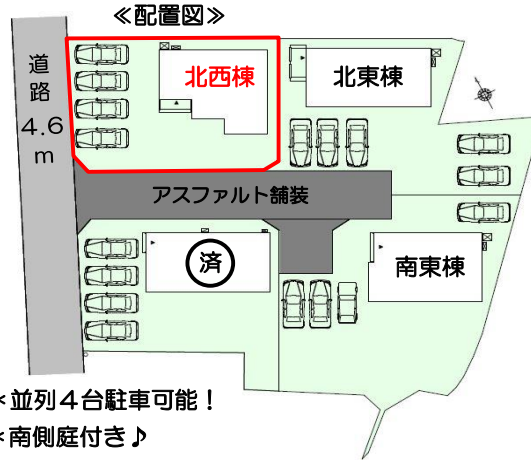 ≪配置図≫
道路
4.6
m
北西棟
北東棟
アスファルト舗装
済
南東棟
*並列4台駐車可能！
*南側庭付き♪